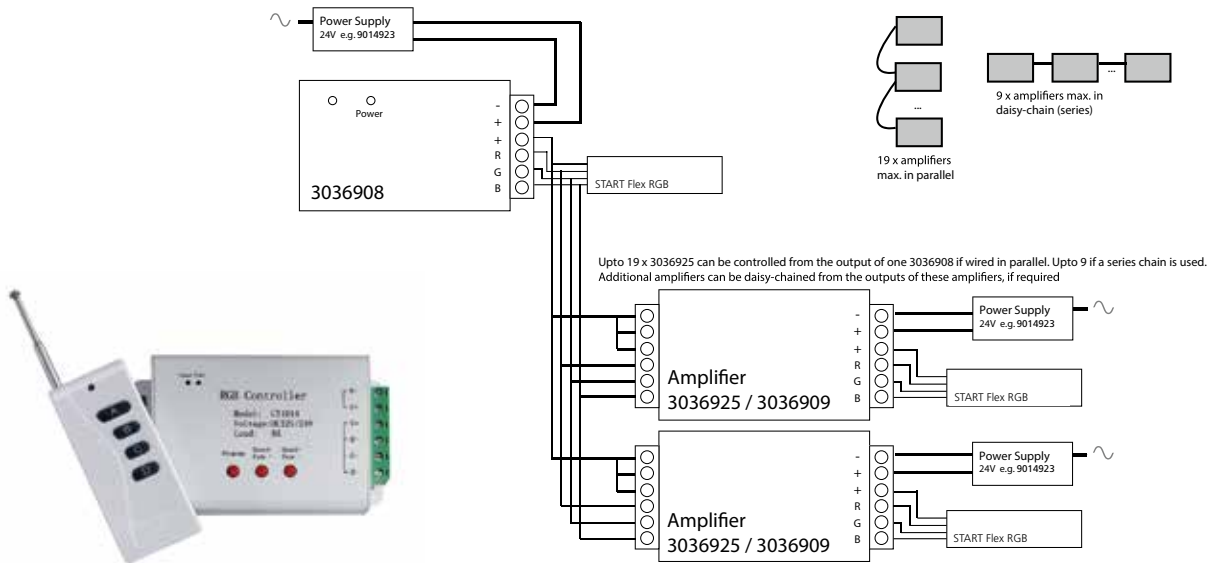 Power Supply
24V e.g. 9014923
Power
-
+
+
R
G
B
3036908
START Flex RGB
...
19 x amplifiers
max. in parallel
...
9 x amplifiers max. in
daisy-chain (series)
Upto 19 x 3036925 can be controlled from the output of one 3036908 if wired in parallel. Upto 9 if a series chain is used.
Additional amplifiers can be daisy-chained from the outputs of these amplifiers, if required
Amplifier
3036925 / 3036909
-
+
+
R
G
B
Power Supply
24V e.g. 9014923
START Flex RGB
Amplifier
3036925 / 3036909
-
+
+
R
G
B
Power Supply
24V e.g. 9014923
START Flex RGB
A
B
C
D
RGB Controller
Model:
Load: